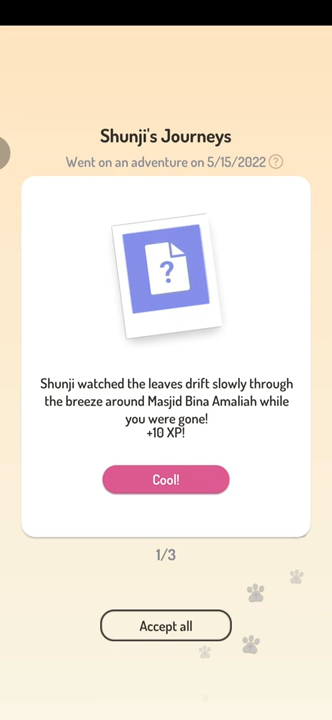 Shunji's Journeys
Went on an adventure on 5/15/2022 ?
?
Shunji watched the leaves drift slowly through
the breeze around Masjid Bina Amaliah while
you were gone!
+10 XP!
Cool!
1/3
Accept all